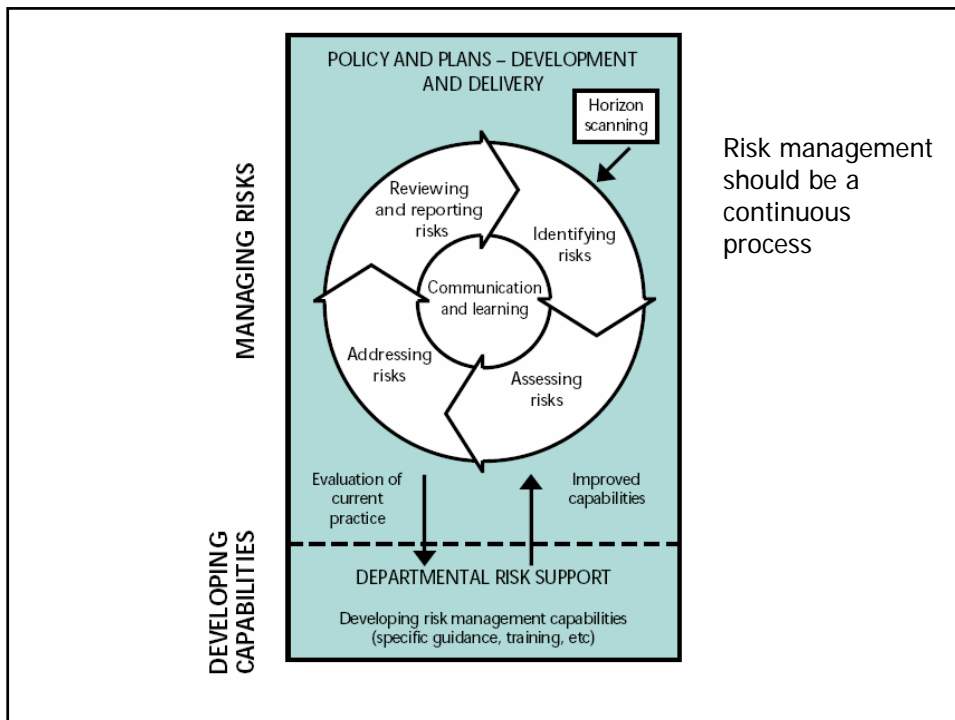 POLICY AND PLANS – DEVELOPMENT
AND DELIVERY
Horizon
scanning
Risk management
should be a
continuous
process
MANAGING RISKS
Reviewing
and reporting
risks
Identifying
risks
Communication
and learning
Addressing
risks
Assessing
risks
Evaluation of
current
practice
Improved
capabilities
DEVELOPING
CAPABILITIES
DEPARTMENTAL RISK SUPPORT
Developing risk management capabilities
(specific guidance, training, etc)